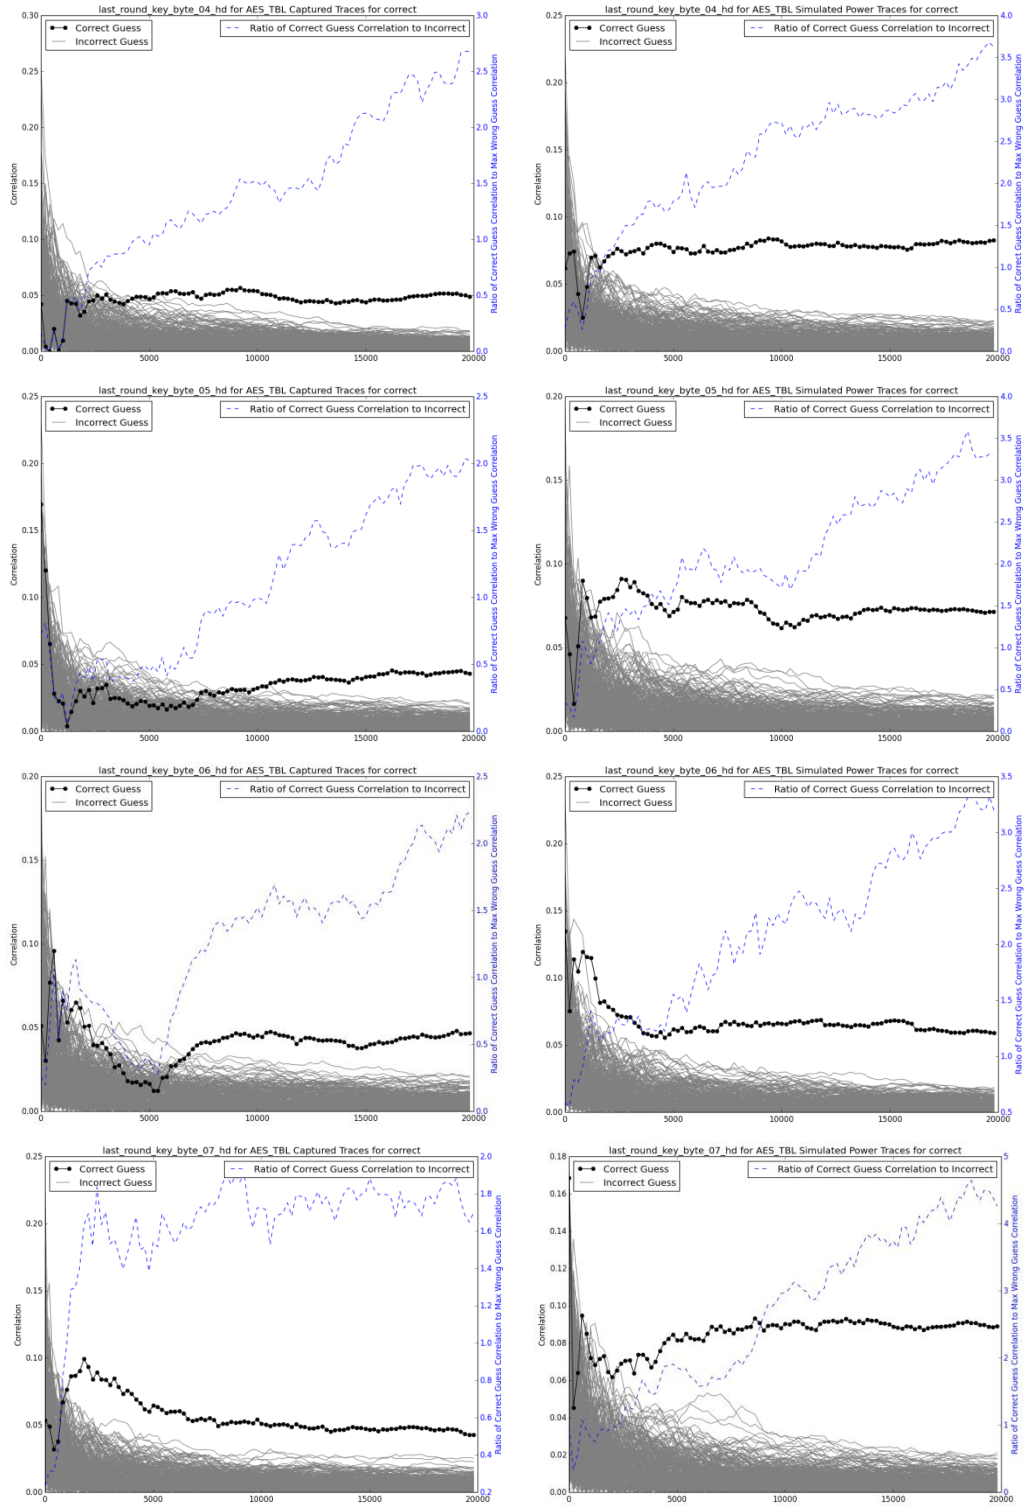 last_round_key_byte_04_hd for AES_TBL Captured Traces for correct
Correct Guess
Incorrect Guess
Ratio of Correct Guess Correlation to Incorrect
Correlation
Ratio of Correct Guess Correlation to Max Wrong Guess Correlation
0.30
0.25
0.20
0.15
0.10
0.05
0.00
3.0
2.5
2.0
1.5
1.0
0.5
0.0
0 5000 10000 15000 20000
last_round_key_byte_04_hd for AES_TBL Simulated Power Traces for correct
Correct Guess
Incorrect Guess
Ratio of Correct Guess Correlation to Incorrect
Correlation
Ratio of Correct Guess Correlation to Max Wrong Guess Correlation
0.25
0.20
0.15
0.10
0.05
0.00
4.0
3.5
3.0
2.5
2.0
1.5
1.0
0.5
0.0
0 5000 10000 15000 20000
last_round_key_byte_05_hd for AES_TBL Captured Traces for correct
Correct Guess
Incorrect Guess
Ratio of Correct Guess Correlation to Incorrect
Correlation
Ratio of Correct Guess Correlation to Max Wrong Guess Correlation
0.25
0.20
0.15
0.10
0.05
0.00
2.5
2.0
1.5
1.0
0.5
0.0
0 5000 10000 15000 20000
last_round_key_byte_05_hd for AES_TBL Simulated Power Traces for correct
Correct Guess
Incorrect Guess
Ratio of Correct Guess Correlation to Incorrect
Correlation
Ratio of Correct Guess Correlation to Max Wrong Guess Correlation
0.20
0.15
0.10
0.05
0.00
4.0
3.5
3.0
2.5
2.0
1.5
1.0
0.5
0.0
0 5000 10000 15000 20000
last_round_key_byte_06_hd for AES_TBL Captured Traces for correct
Correct Guess
Incorrect Guess
Ratio of Correct Guess Correlation to Incorrect
Correlation
Ratio of Correct Guess Correlation to Max Wrong Guess Correlation
0.20
0.15
0.10
0.05
0.00
2.5
2.0
1.5
1.0
0.5
0.0
0 5000 10000 15000 20000
last_round_key_byte_06_hd for AES_TBL Simulated Power Traces for correct
Correct Guess
Incorrect Guess
Ratio of Correct Guess Correlation to Incorrect
Correlation
Ratio of Correct Guess Correlation to Max Wrong Guess Correlation
0.25
0.20
0.15
0.10
0.05
0.00
3.5
3.0
2.5
2.0
1.5
1.0
0.5
0 5000 10000 15000 20000
last_round_key_byte_07_hd for AES_TBL Captured Traces for correct
Correct Guess
Incorrect Guess
Ratio of Correct Guess Correlation to Incorrect
Correlation
Ratio of Correct Guess Correlation to Max Wrong Guess Correlation
0.25
0.20
0.15
0.10
0.05
0.00
2.0
1.8
1.6
1.4
1.2
1.0
0.8
0.6
0.4
0.2
0 5000 10000 15000 20000
last_round_key_byte_07_hd for AES_TBL Simulated Power Traces for correct
Correct Guess
Incorrect Guess
Ratio of Correct Guess Correlation to Incorrect
Correlation
Ratio of Correct Guess Correlation to Max Wrong Guess Correlation
0.18
0.16
0.14
0.12
0.10
0.08
0.06
0.04
0.02
0.00
5
4
3
2
1
0
0 5000 10000 15000 20000